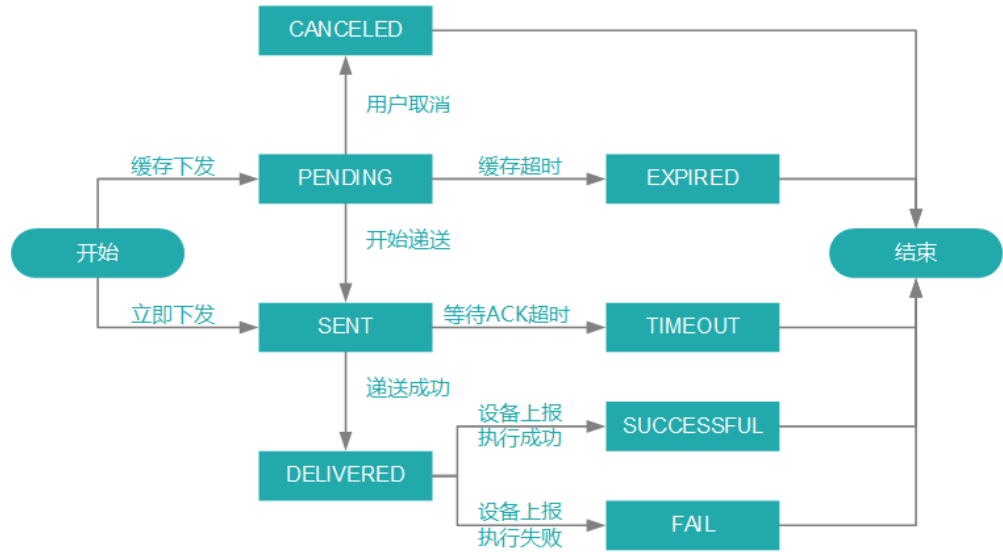 CANCELED
用户取消
缓存下发
PENDING
缓存超时
EXPIRED
开始
开始递送
结束
立即下发
SENT
等待ACK超时
TIMEOUT
递送成功
设备上报
执行成功
SUCCESSFUL
DELIVERED
设备上报
执行失败
FAIL